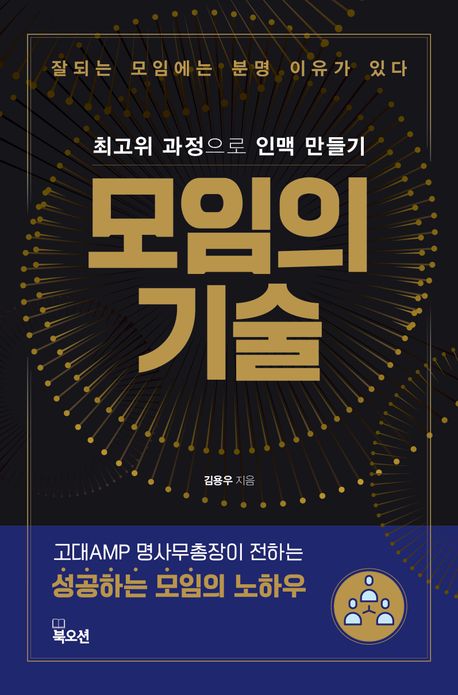 잘되는 모임에는 분명 이유가 있다
최고위 과정으로 인맥 만들기
모임의
기술
김용우 지음
고대AMP 명사무총장이 전하는
성공하는 모임의 노하우
북오션